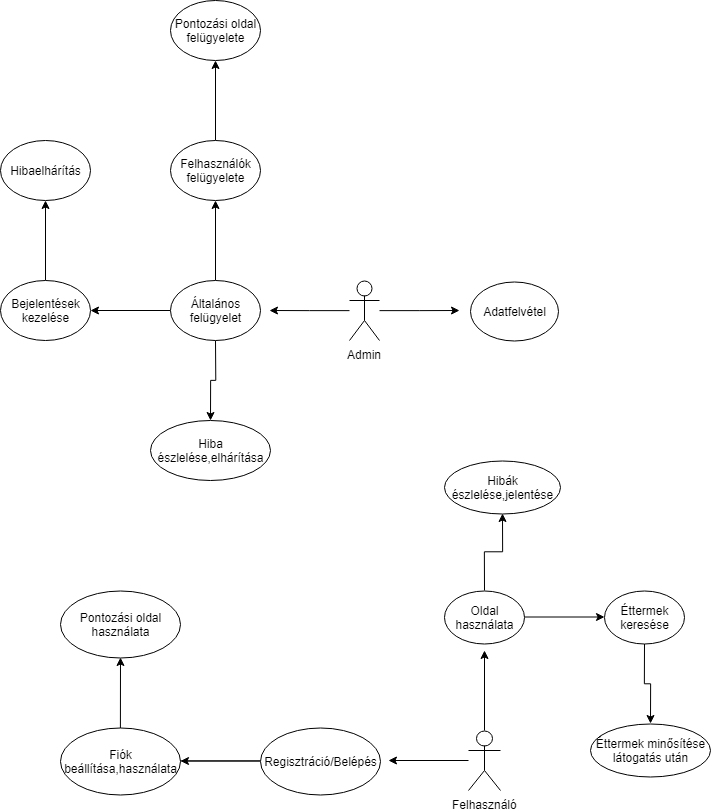 Pontozási oldal
felügyelete
Hibaelhárítás
Felhasználók
felügyelete
Bejelentések
kezelése
Általános
felügyelet
Adatfelvétel
Admin
Hiba
észlelése,elhárítása
Hibák
észlelése,jelentése
Pontozási oldal
használata
Oldal
használata
Éttermek
keresése
Fiók
beállítása,használata
Regisztráció/Belépés
Éttermek minősítése
látogatás után
Felhasználó